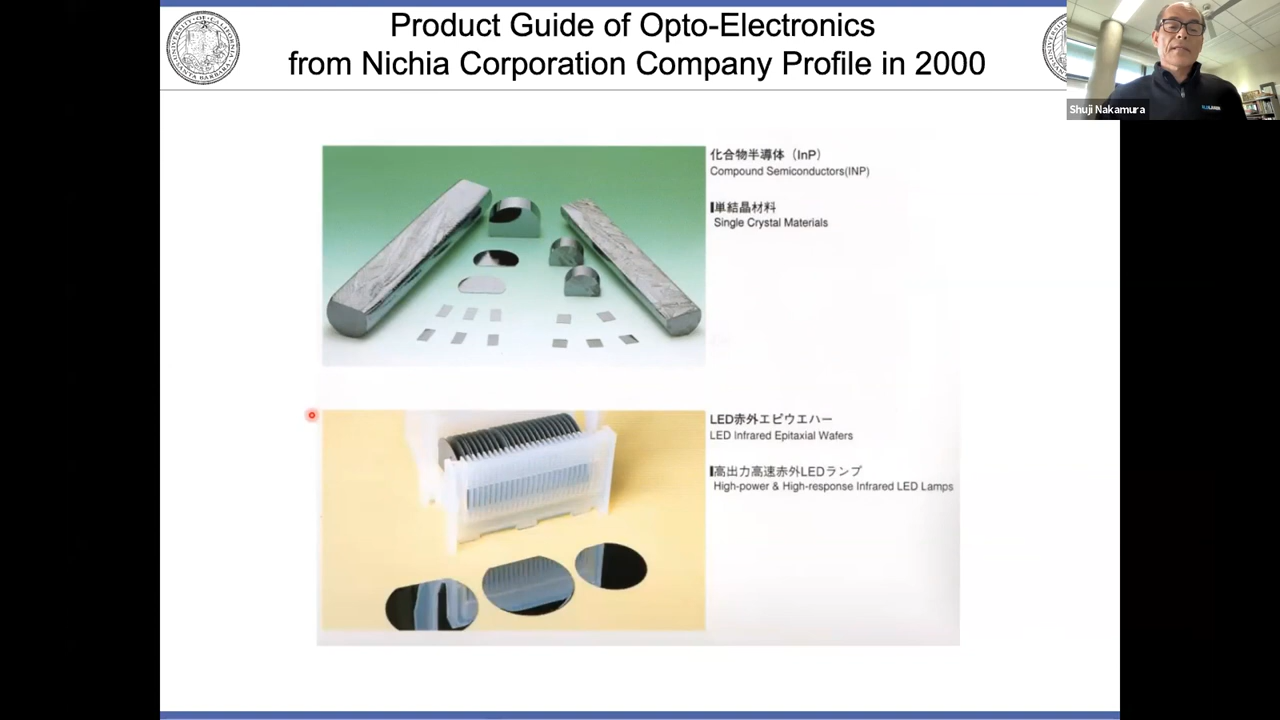 Product Guide of Opto-Electronics
from Nichia Corporation Company Profile in 2000
Shuji Nakamura
化合物半導体（InP）
Compound Semiconductors(INP)
単結晶材料
Single Crystal Materials
LED赤外エピウエハー
LED Infrared Epitaxial Wafers
高出力高速赤外LEDランプ
High-power & High-response Infrared LED Lamps